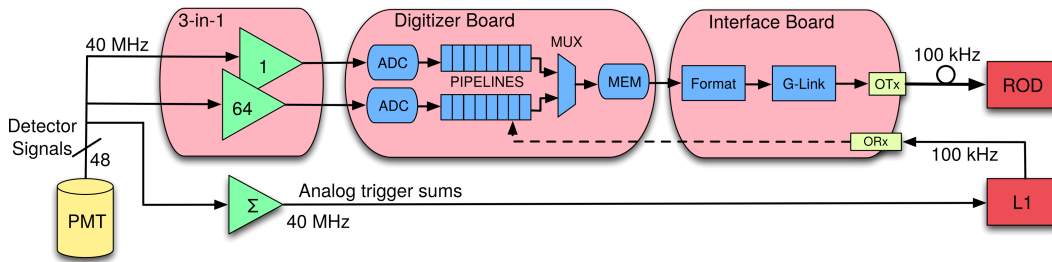 3-in-1
Digitizer Board
Interface Board
40 MHz
MUX
100 kHz
1
ADC
PIPELINES
MEM
Format
G-Link
OTx
ROD
64
ADC
Detector
Signals
48
ORx
100 kHz
PMT
Σ
Analog trigger sums
40 MHz
L1